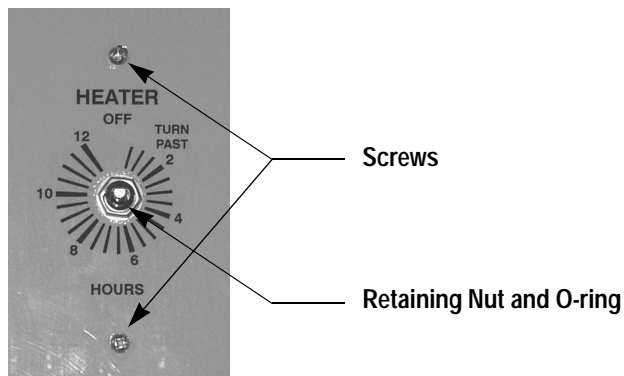 HEATER
OFF
TURN
PAST
12
2
10
4
8
6
HOURS
Screws
Retaining Nut and O-ring